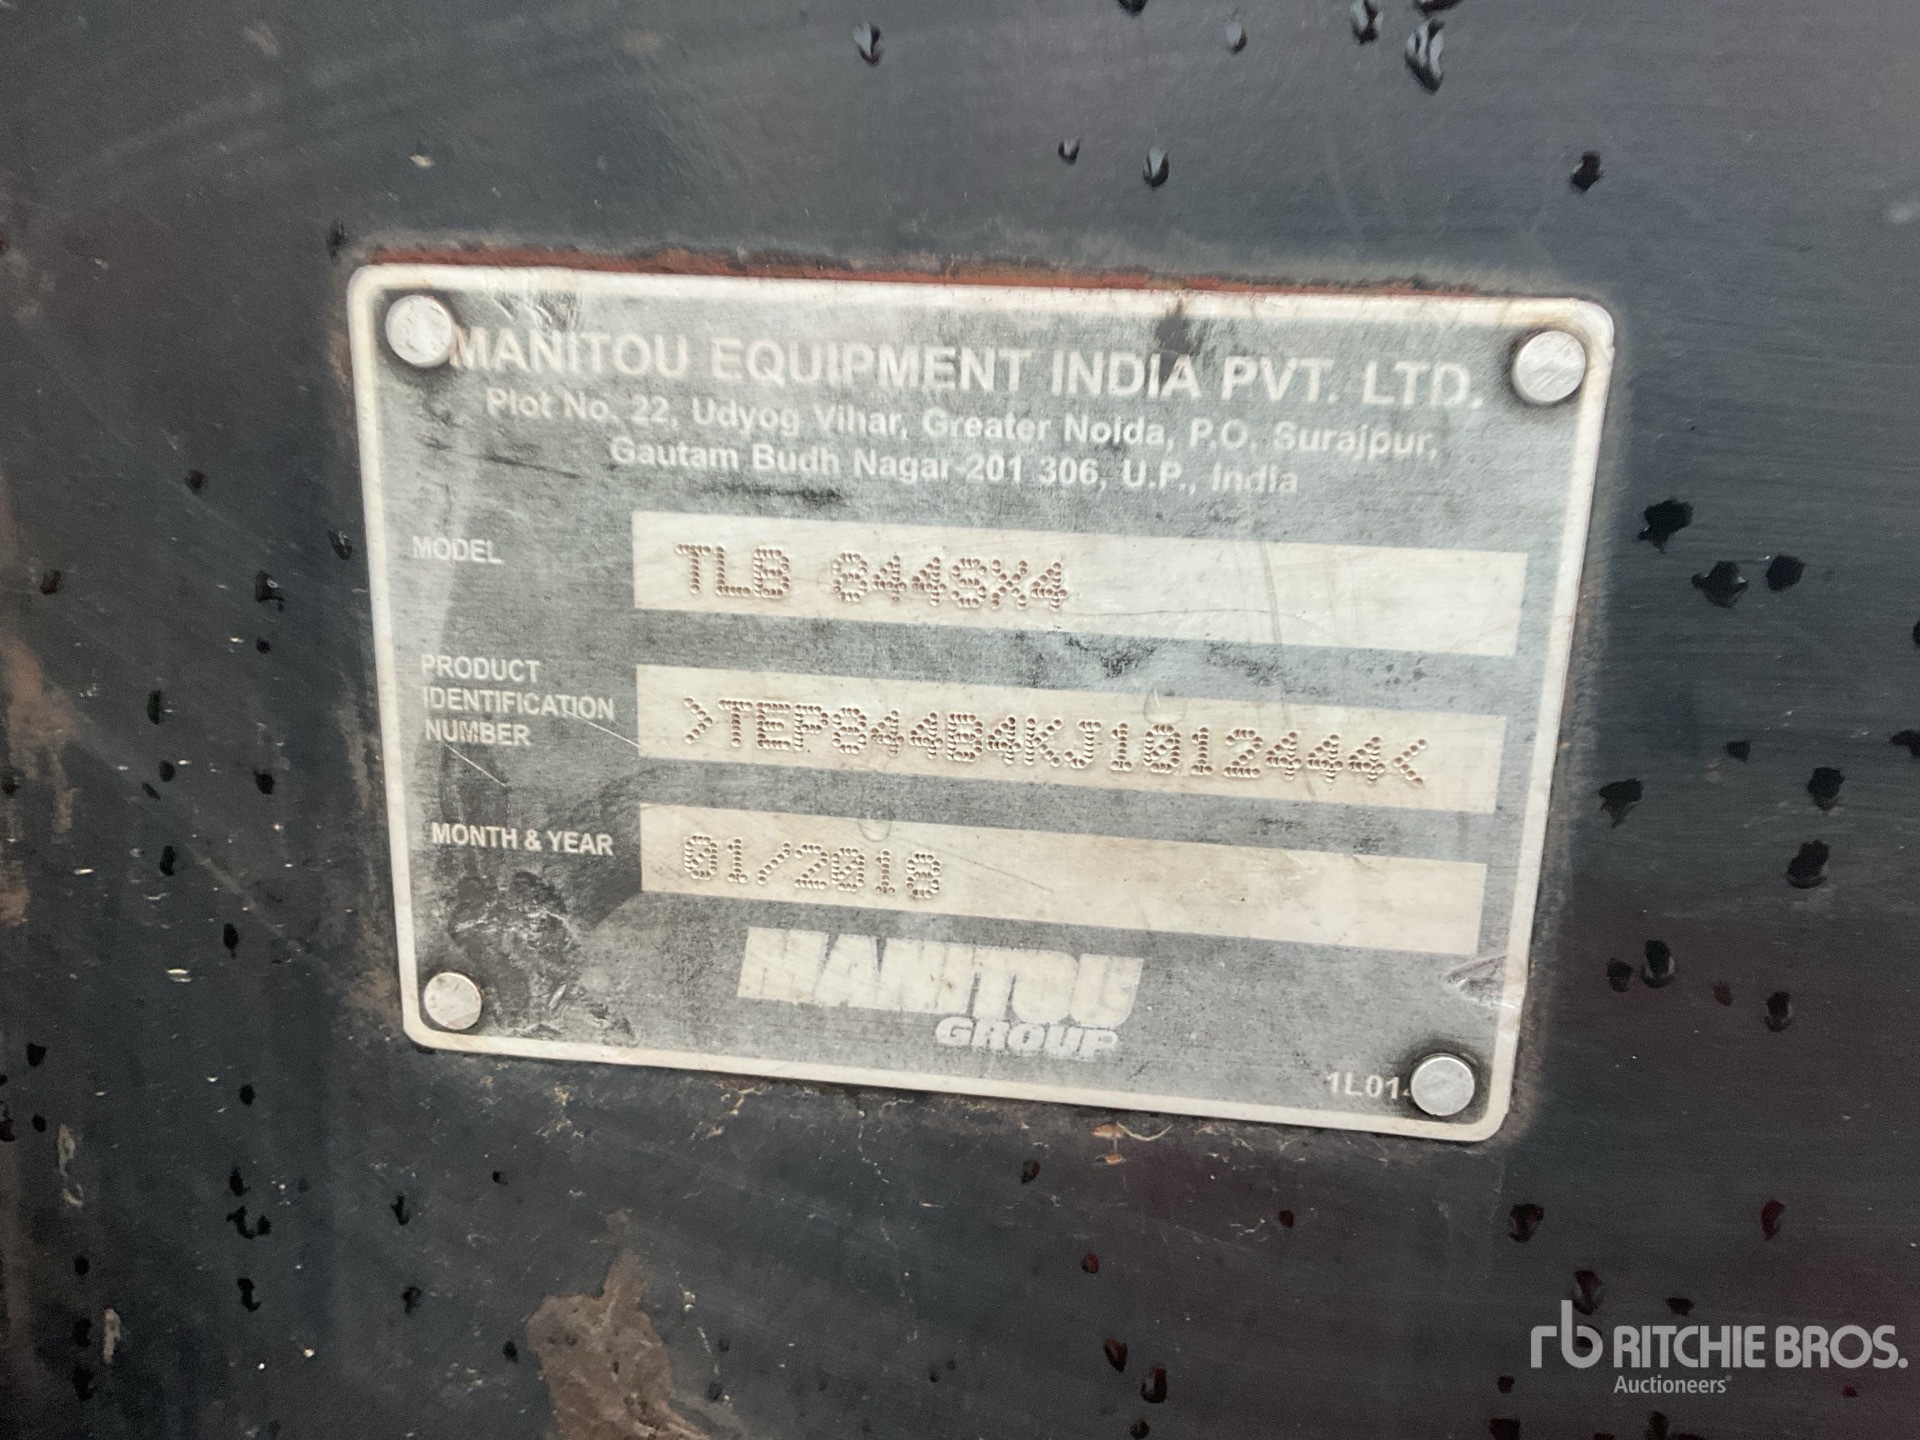 MANITOU EQUIPMENT INDIA PVT. LTD.
Plot No. 22, Udyog Vihar, Greater Noida, P.O. Surajpur,
Gautam Budh Nagar-201 306, U.P., India
MODEL TLB 844SX4
PRODUCT
IDENTIFICATION
NUMBER
>TEP844B4KJ1012444<
MONTH & YEAR 01/2018
MANITOU
GROUP
rb RITCHIE BROS.
Auctioneers